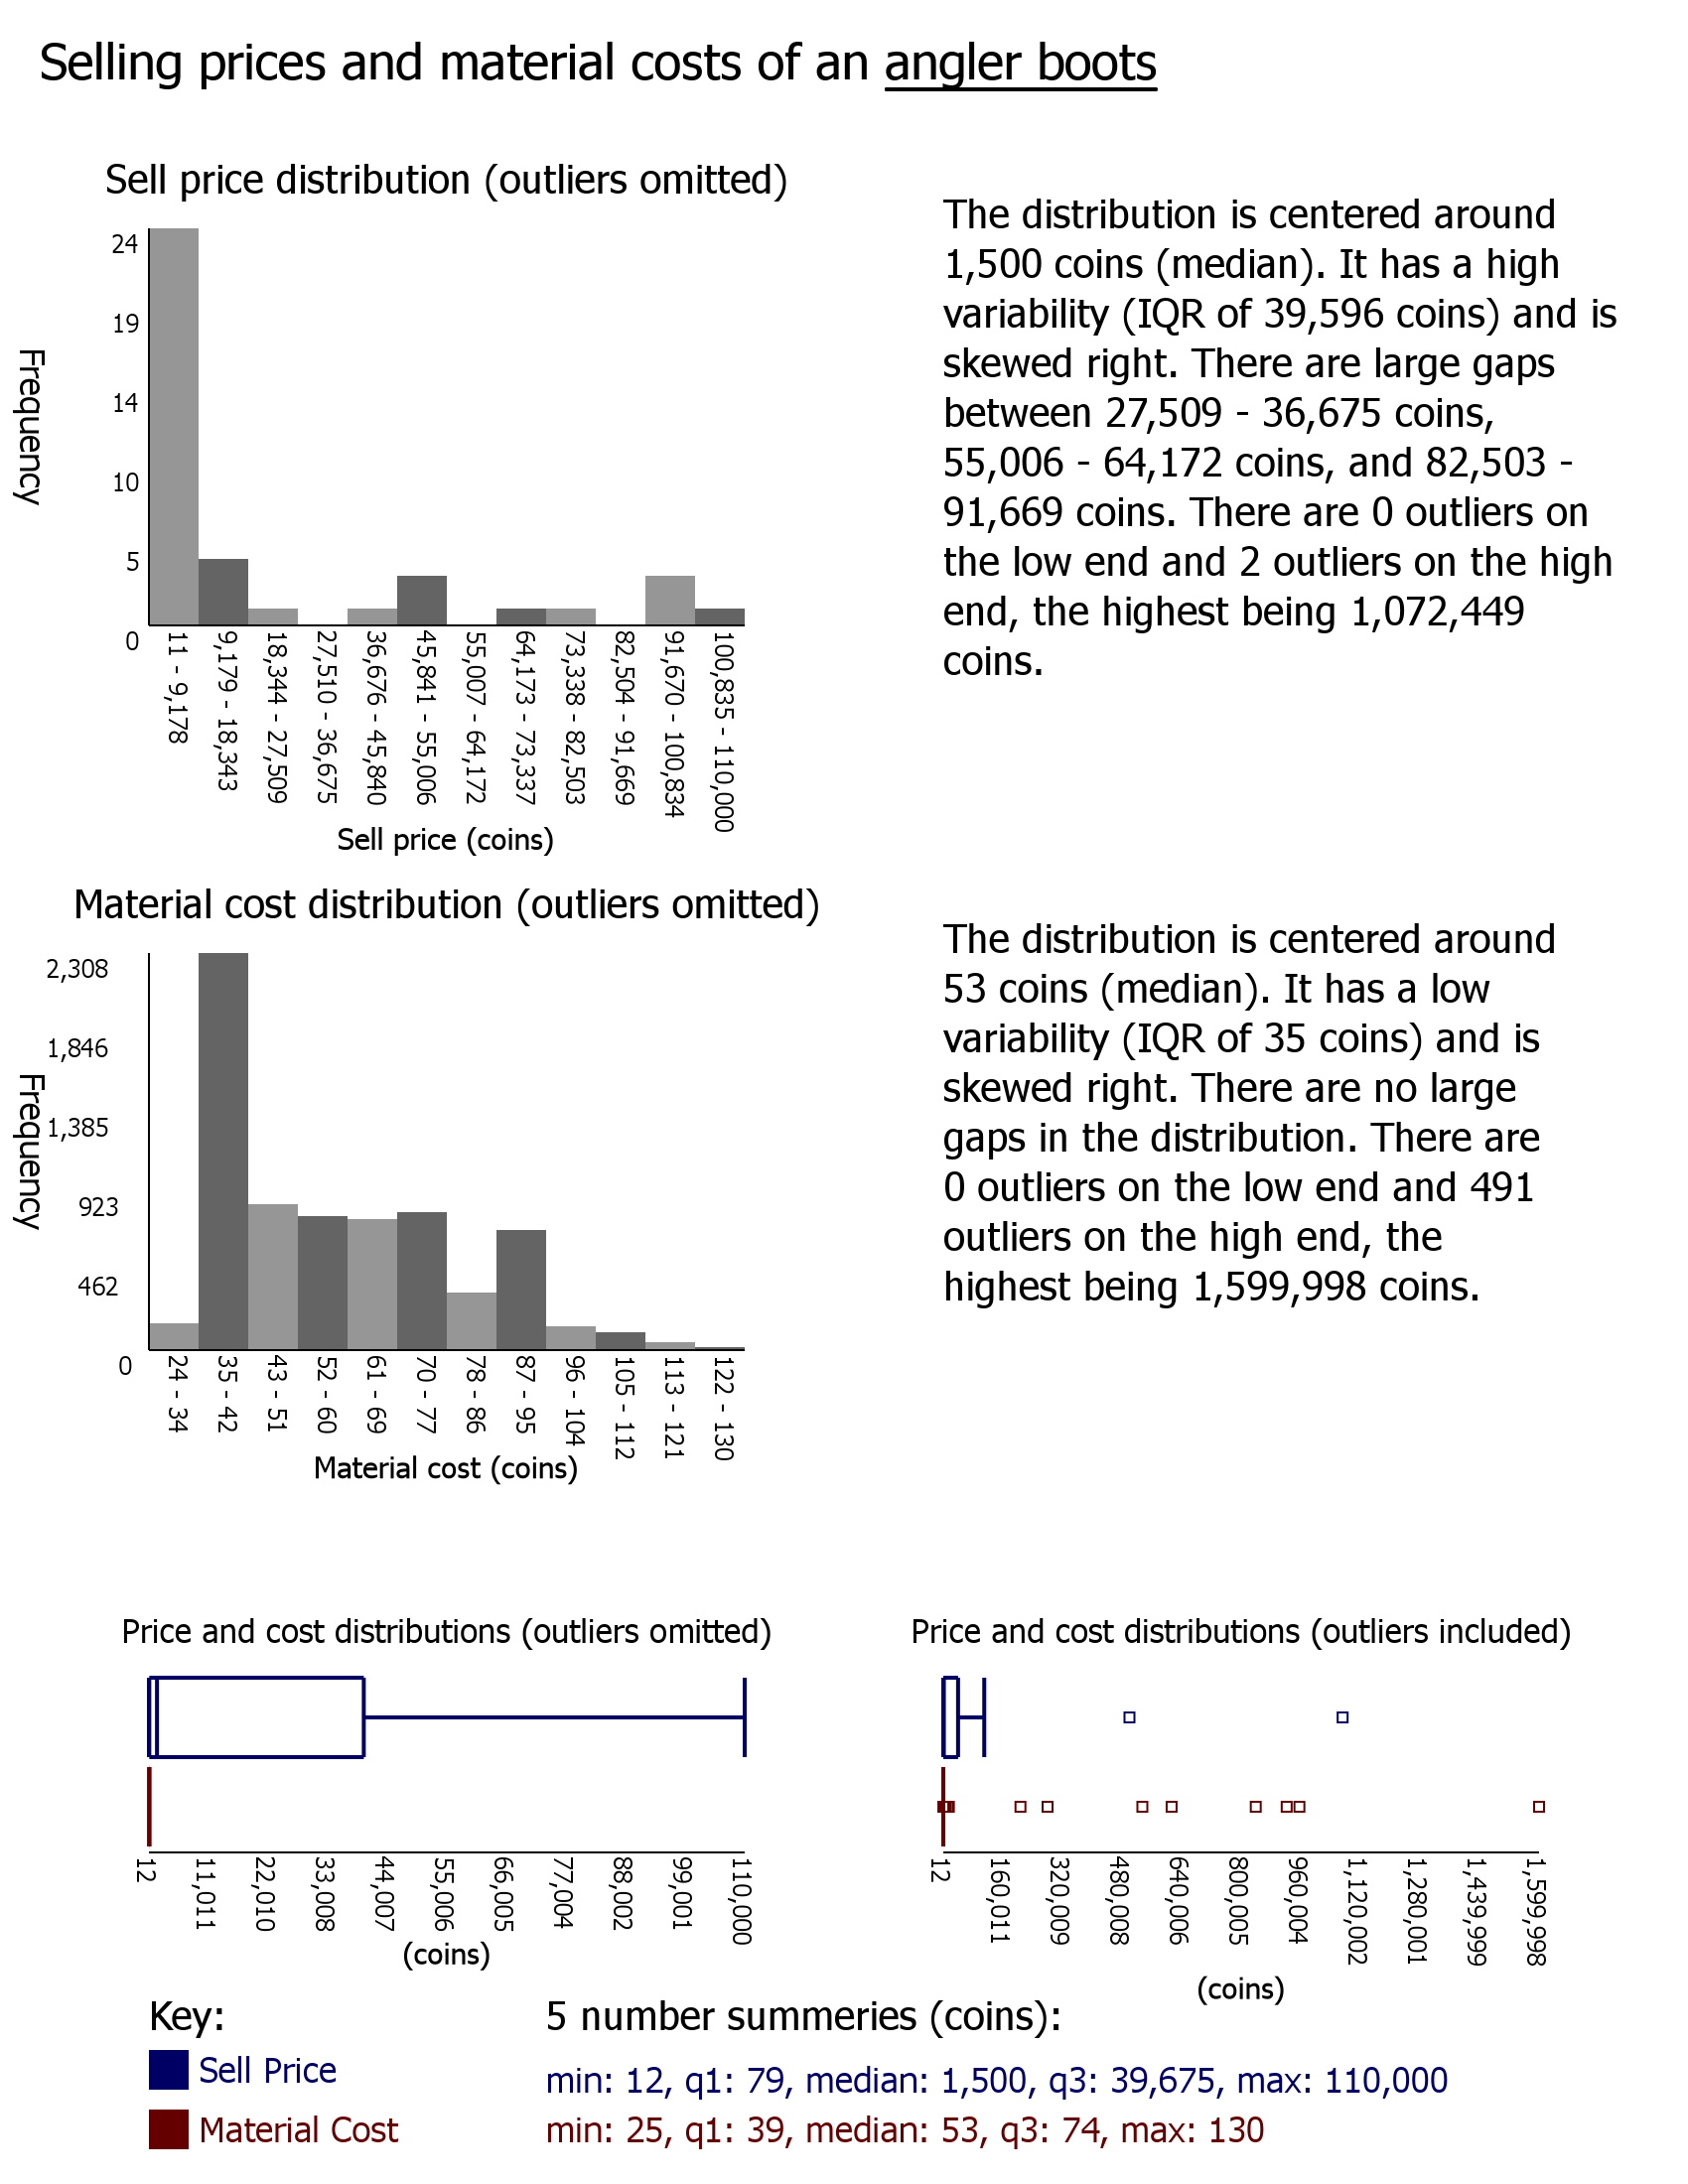 Selling prices and material costs of an angler boots
Sell price distribution (outliers omitted)
24
19
14
10
5
0
Frequency
11 - 9,178
9,179 - 18,343
18,344 - 27,509
27,510 - 36,675
36,676 - 45,840
45,841 - 55,006
55,007 - 64,172
64,173 - 73,337
73,338 - 82,503
82,504 - 91,669
91,670 - 100,834
100,835 - 110,000
Sell price (coins)
The distribution is centered around
1,500 coins (median). It has a high
variability (IQR of 39,596 coins) and is
skewed right. There are large gaps
between 27,509 - 36,675 coins,
55,006 - 64,172 coins, and 82,503 -
91,669 coins. There are 0 outliers on
the low end and 2 outliers on the high
end, the highest being 1,072,449
coins.
Material cost distribution (outliers omitted)
2,308
1,846
1,385
923
462
0
Frequency
24 - 34
35 - 42
43 - 51
52 - 60
61 - 69
70 - 77
78 - 86
87 - 95
96 - 104
105 - 112
113 - 121
122 - 130
Material cost (coins)
The distribution is centered around
53 coins (median). It has a low
variability (IQR of 35 coins) and is
skewed right. There are no large
gaps in the distribution. There are
0 outliers on the low end and 491
outliers on the high end, the
highest being 1,599,998 coins.
Price and cost distributions (outliers omitted)
12
11,011
22,010
33,008
44,007
55,006
66,005
77,004
88,002
99,001
110,000
(coins)
Price and cost distributions (outliers included)
12
160,011
320,009
480,008
640,006
800,005
960,004
1,120,002
1,280,001
1,439,999
1,599,998
(coins)
Key:
Sell Price
Material Cost
5 number summeries (coins):
min: 12, q1: 79, median: 1,500, q3: 39,675, max: 110,000
min: 25, q1: 39, median: 53, q3: 74, max: 130